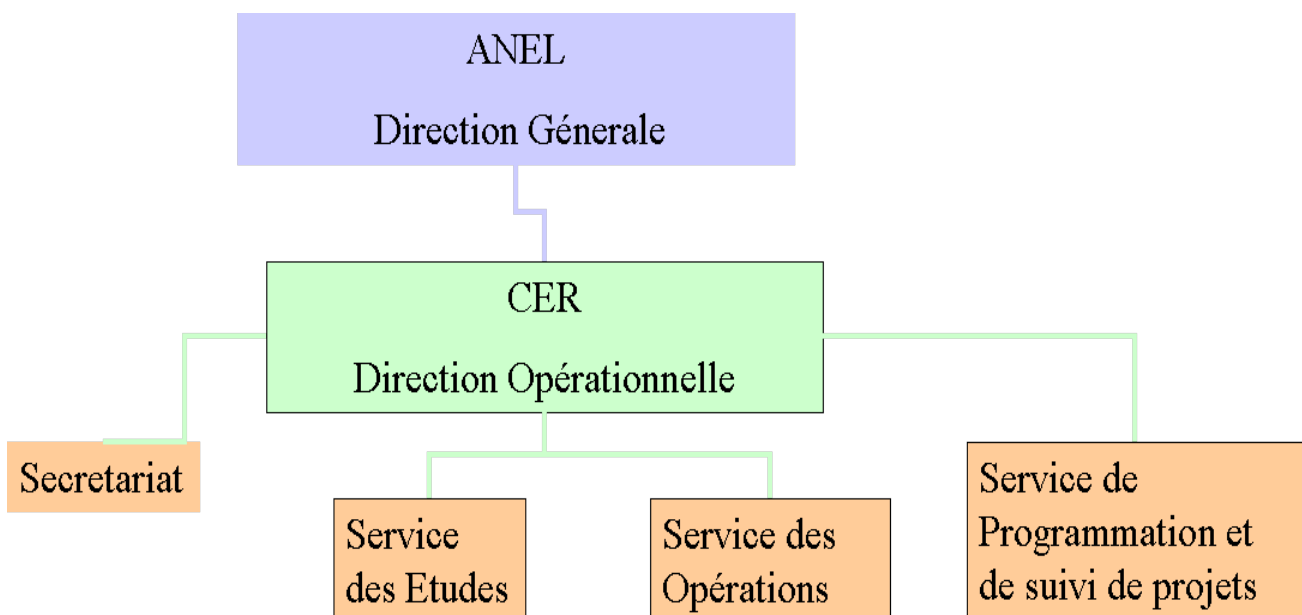 ANEL
Direction Génerale
CER
Direction Opérationnelle
Secretariat
Service
des Etudes
Service des
Opérations
Service de
Programmation et
de suivi de projets